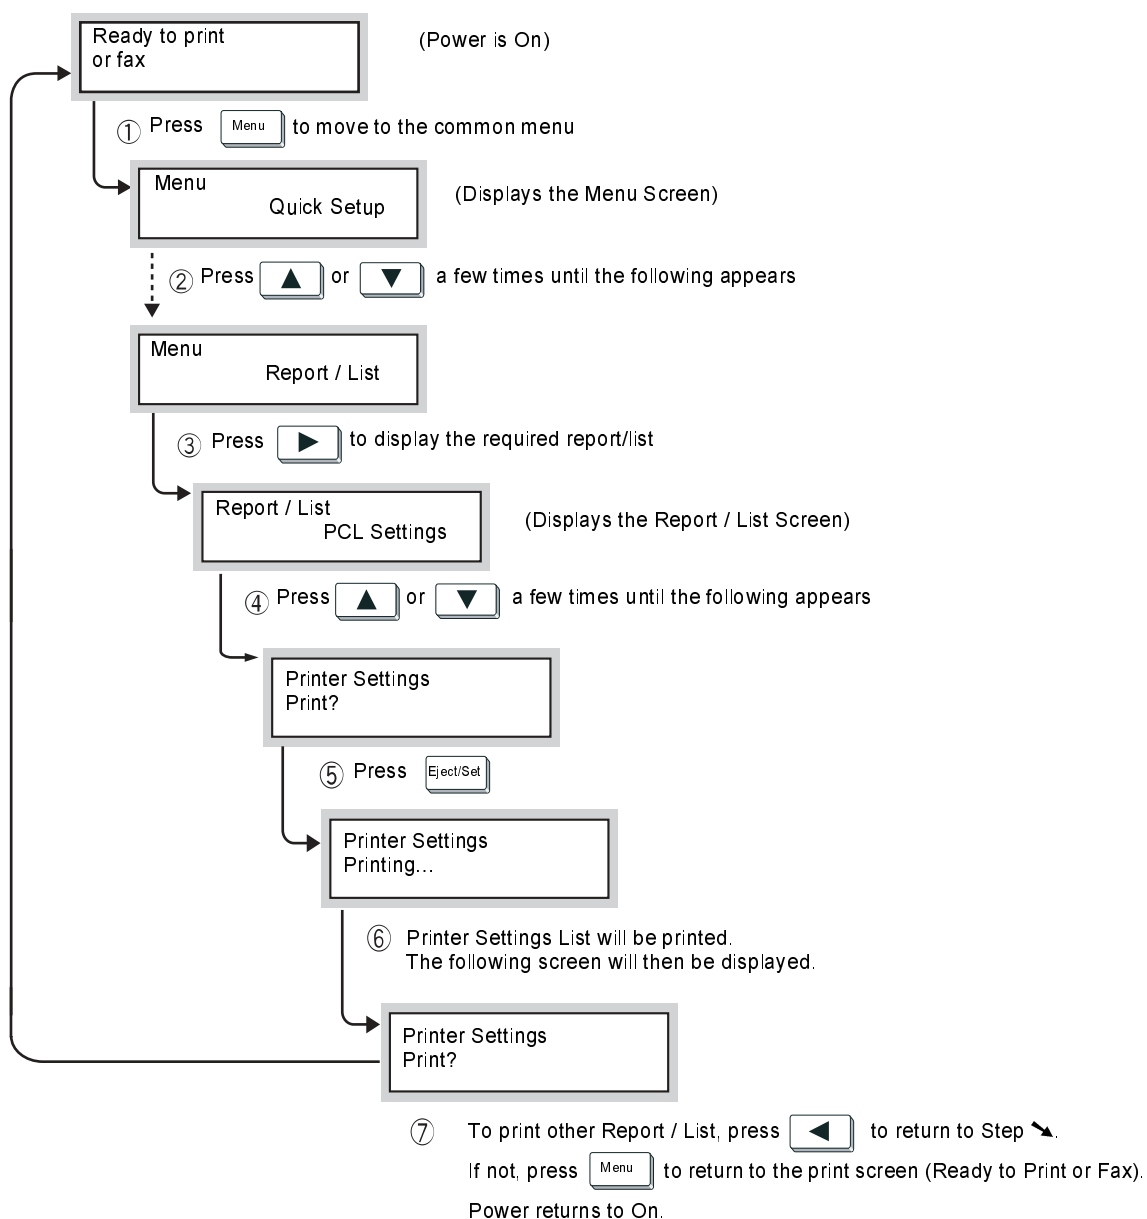 Ready to print
or fax
(Power is On)
① Press Menu to move to the common menu
Menu
Quick Setup
(Displays the Menu Screen)
② Press ▲ or ▼ a few times until the following appears
Menu
Report / List
③ Press ▶ to display the required report/list
Report / List
PCL Settings
(Displays the Report / List Screen)
④ Press ▲ or ▼ a few times until the following appears
Printer Settings
Print?
⑤ Press Eject/Set
Printer Settings
Printing...
⑥ Printer Settings List will be printed.
The following screen will then be displayed.
Printer Settings
Print?
⑦ To print other Report / List, press ◀ to return to Step ➘.
If not, press Menu to return to the print screen (Ready to Print or Fax).
Power returns to On.